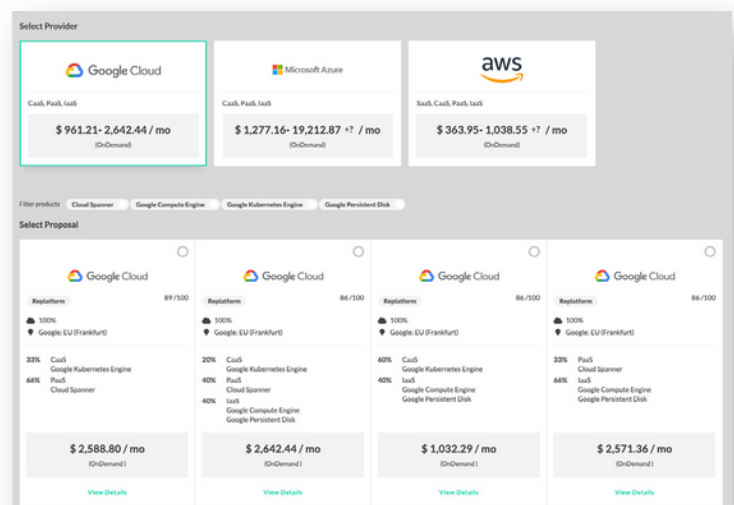 Select Provider
Google Cloud
CaaS, PaaS, IaaS
$ 961.21- 2,642.44 / mo
(OnDemand)
Microsoft Azure
CaaS, PaaS, IaaS
$ 1,277.16- 19,212.87 +? / mo
(OnDemand)
aws
SaaS, CaaS, PaaS, IaaS
$ 363.95- 1,038.55 +? / mo
(OnDemand)
Filter products Cloud Spanner Google Compute Engine Google Kubernetes Engine Google Persistent Disk
Select Proposal
Google Cloud
Replatform 89 /100
100%
Google: EU (Frankfurt)
33% CaaS
Google Kubernetes Engine
66% PaaS
Cloud Spanner
$ 2,588.80 / mo
(OnDemand )
View Details
Google Cloud
Replatform 86 /100
100%
Google: EU (Frankfurt)
20% CaaS
Google Kubernetes Engine
40% PaaS
Cloud Spanner
40% IaaS
Google Compute Engine
Google Persistent Disk
$ 2,642.44 / mo
(OnDemand )
View Details
Google Cloud
Replatform 86 /100
100%
Google: EU (Frankfurt)
60% CaaS
Google Kubernetes Engine
40% IaaS
Google Compute Engine
Google Persistent Disk
$ 1,032.29 / mo
(OnDemand )
View Details
Google Cloud
Replatform 86 /100
100%
Google: EU (Frankfurt)
33% PaaS
Cloud Spanner
66% IaaS
Google Compute Engine
Google Persistent Disk
$ 2,571.36 / mo
(OnDemand )
View Details